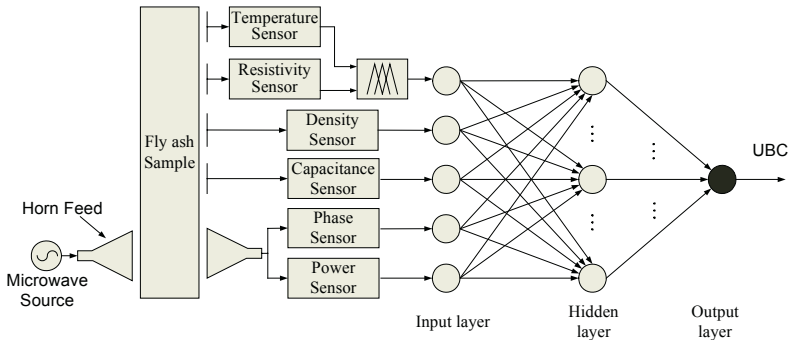 Temperature
Sensor
Resistivity
Sensor
Density
Sensor
Fly ash
Sample
Capacitance
Sensor
UBC
Horn Feed
Phase
Sensor
Microwave
Source
Power
Sensor
Input layer
Hidden
layer
Output
layer